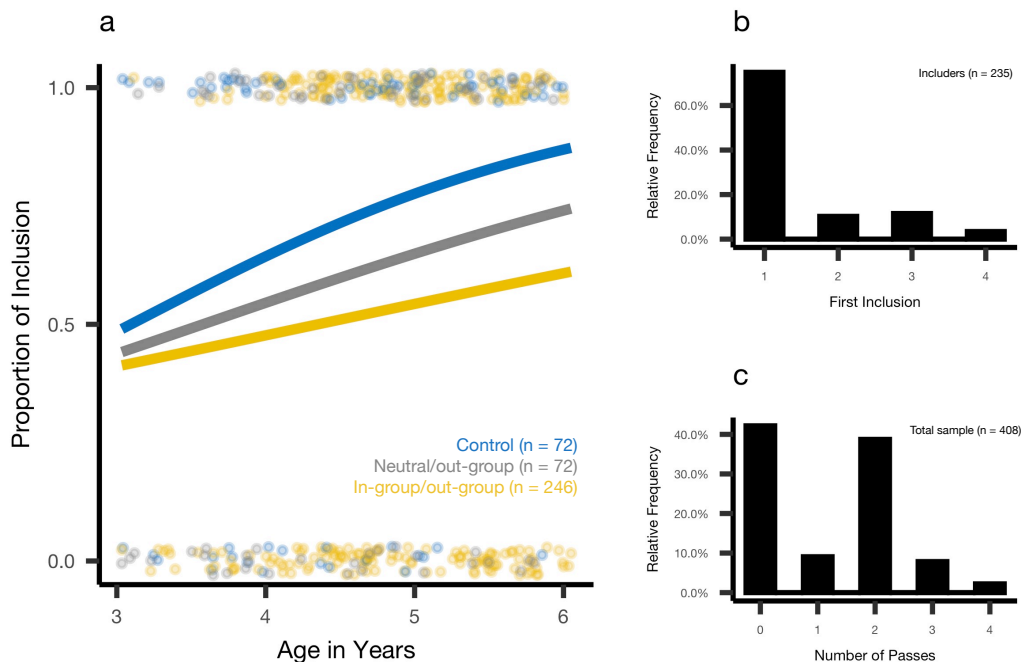 a
Proportion of Inclusion
1.0
0.5
0.0
Control (n = 72)
Neutral/out-group (n = 72)
In-group/out-group (n = 246)
3
4
5
6
Age in Years
b
Includers (n = 235)
Relative Frequency
60.0%
40.0%
20.0%
0.0%
1
2
3
4
First Inclusion
c
Total sample (n = 408)
Relative Frequency
40.0%
30.0%
20.0%
10.0%
0.0%
0
1
2
3
4
Number of Passes